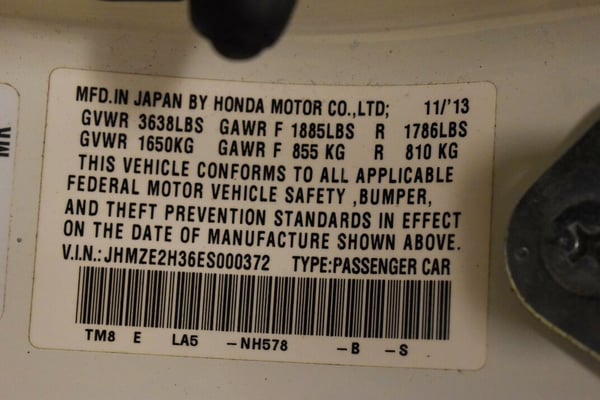 MFD.IN JAPAN BY HONDA MOTOR CO.,LTD; 11/'13
GVWR 3638LBS GAWR F 1885LBS R 1786LBS
GVWR 1650KG GAWR F 855 KG R 810 KG
THIS VEHICLE CONFORMS TO ALL APPLICABLE
FEDERAL MOTOR VEHICLE SAFETY ,BUMPER,
AND THEFT PREVENTION STANDARDS IN EFFECT
ON THE DATE OF MANUFACTURE SHOWN ABOVE.
V.I.N.: JHMZE2H36ES000372 TYPE:PASSENGER CAR
TM8 E LA5 -NH578 -B -S